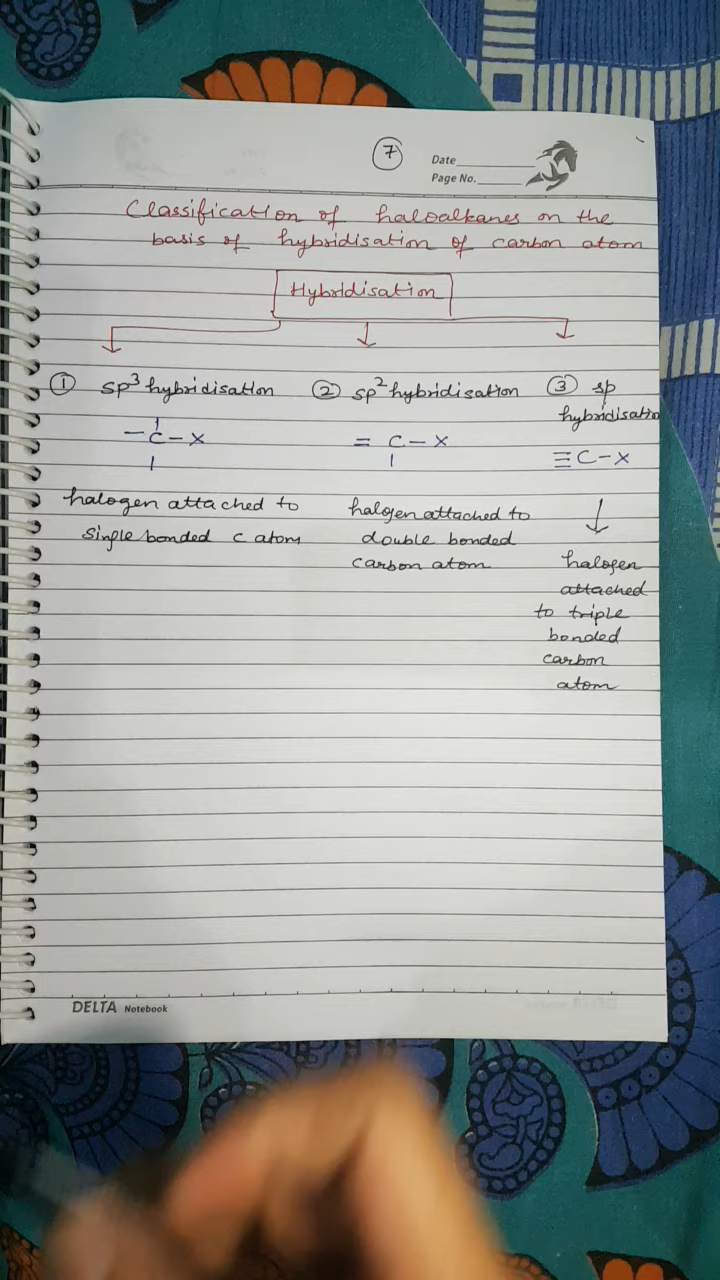 7
Date
Page No.
Classification of haloalkanes on the
basis of hybridisation of carbon atom
Hybridisation
① sp³ hybridisation
-C-X
halogen attached to
single bonded c atom
② sp² hybridisation
= C-X
halogen attached to
double bonded
carbon atom
③ sp
hybridisation
≡C-X
halogen
attached
to triple
bonded
carbon
atom
DELTA Notebook